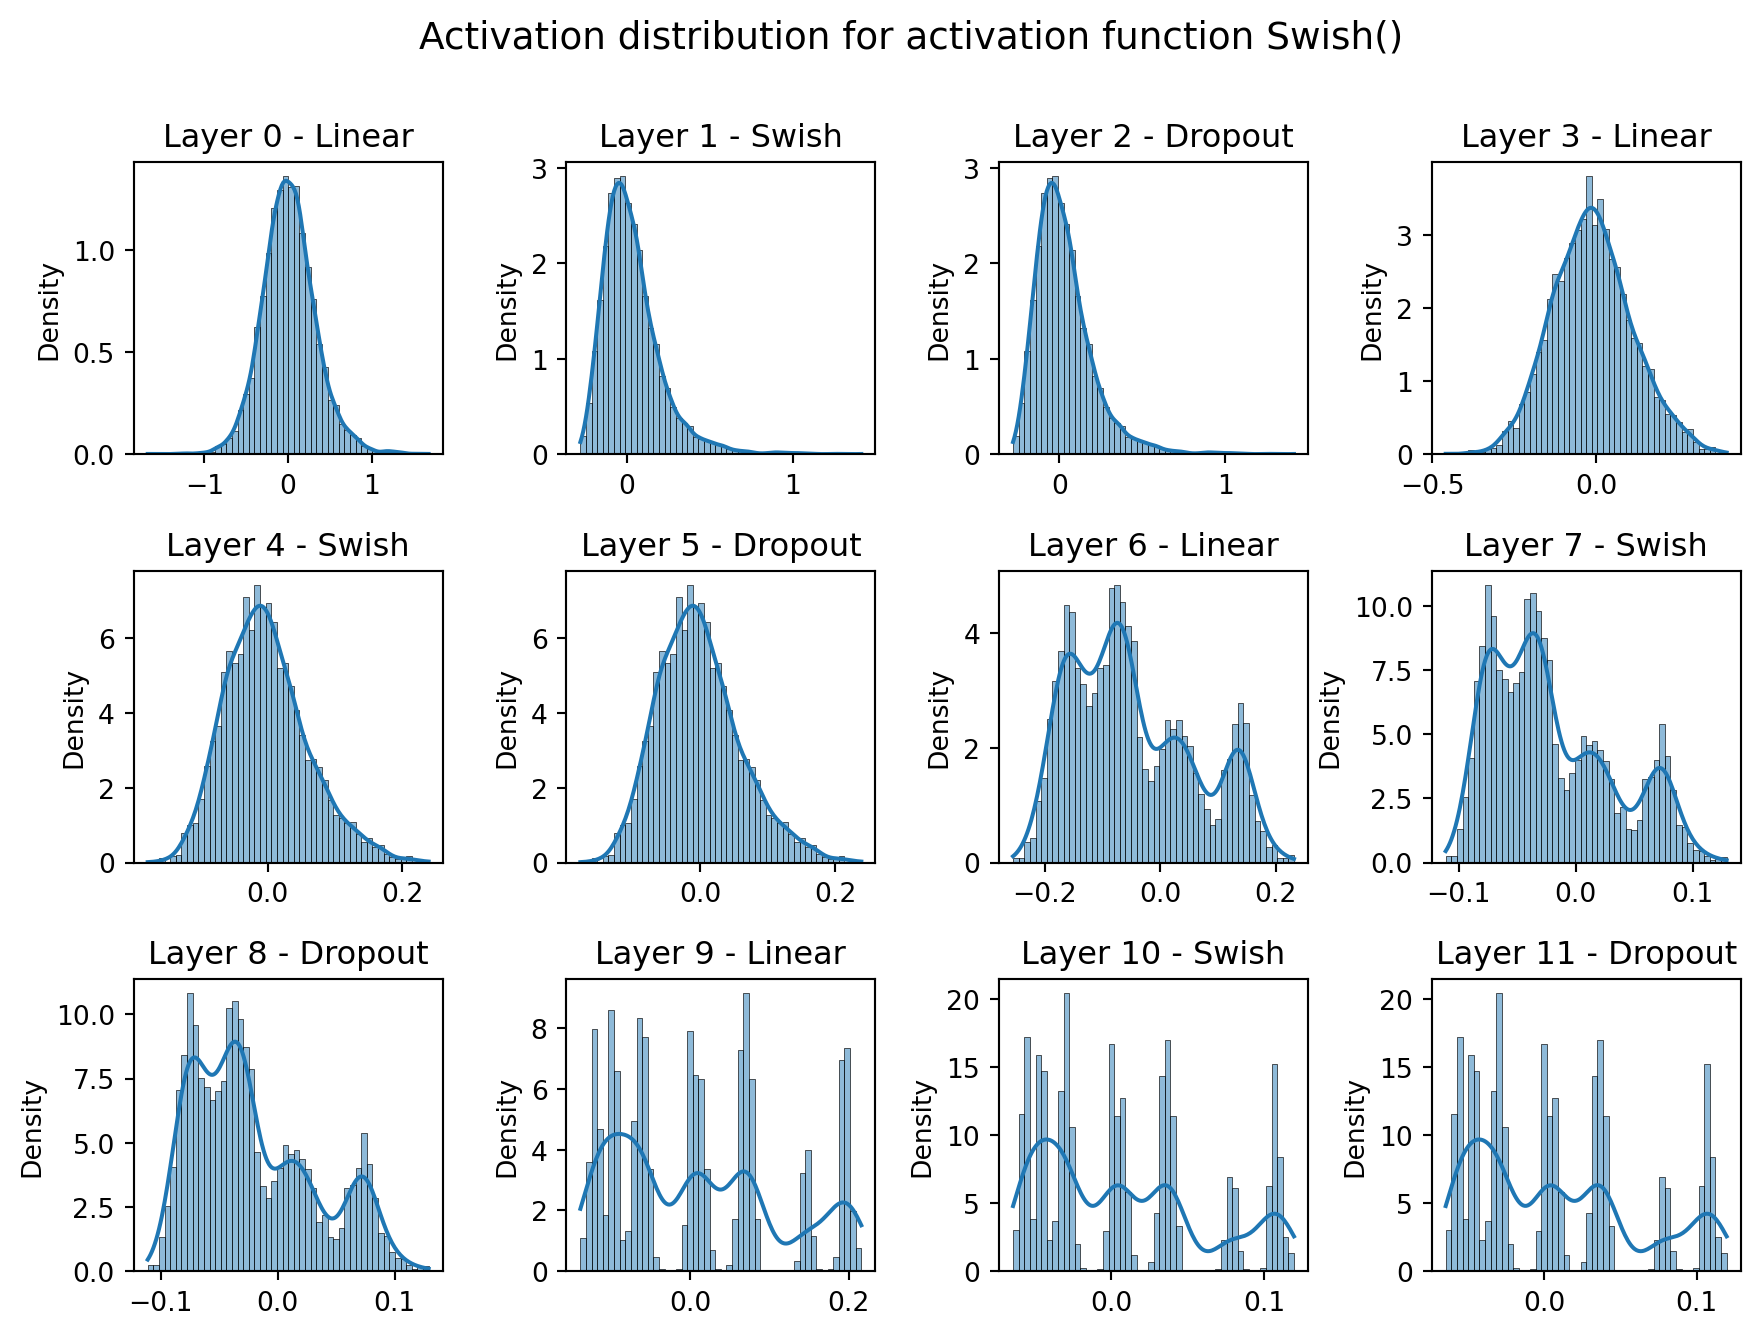 Activation distribution for activation function Swish()
Layer 0 - Linear
Density
1.0
0.5
0.0
−1 0 1
Layer 1 - Swish
Density
3
2
1
0
0 1
Layer 2 - Dropout
Density
3
2
1
0
0 1
Layer 3 - Linear
Density
3
2
1
0
−0.5 0.0
Layer 4 - Swish
Density
6
4
2
0
0.0 0.2
Layer 5 - Dropout
Density
6
4
2
0
0.0 0.2
Layer 6 - Linear
Density
4
2
0
−0.2 0.0 0.2
Layer 7 - Swish
Density
10.0
7.5
5.0
2.5
0.0
−0.1 0.0 0.1
Layer 8 - Dropout
Density
10.0
7.5
5.0
2.5
0.0
−0.1 0.0 0.1
Layer 9 - Linear
Density
8
6
4
2
0
0.0 0.2
Layer 10 - Swish
Density
20
15
10
5
0
0.0 0.1
Layer 11 - Dropout
Density
20
15
10
5
0
0.0 0.1